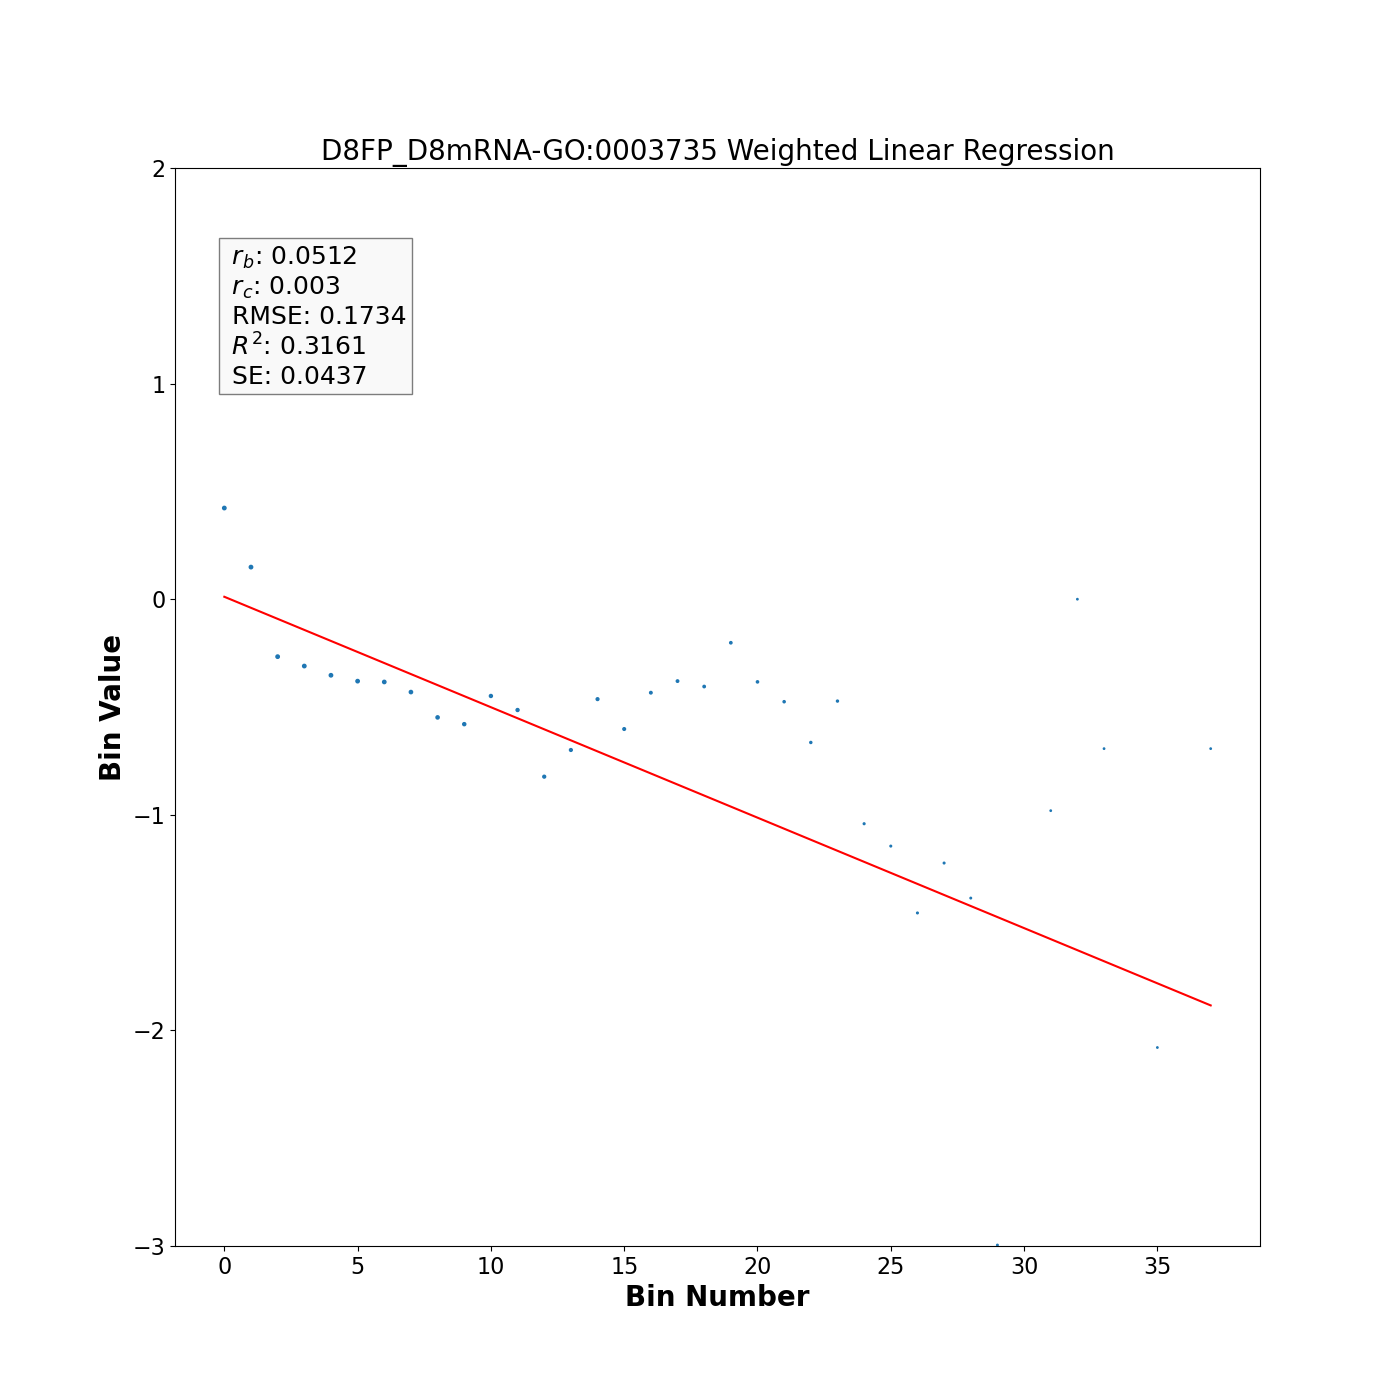 D8FP_D8mRNA-GO:0003735 Weighted Linear Regression
2
r_b: 0.0512
r_c: 0.003
RMSE: 0.1734
R²: 0.3161
SE: 0.0437
1
0
Bin Value
−1
−2
−3
0 5 10 15 20 25 30 35
Bin Number